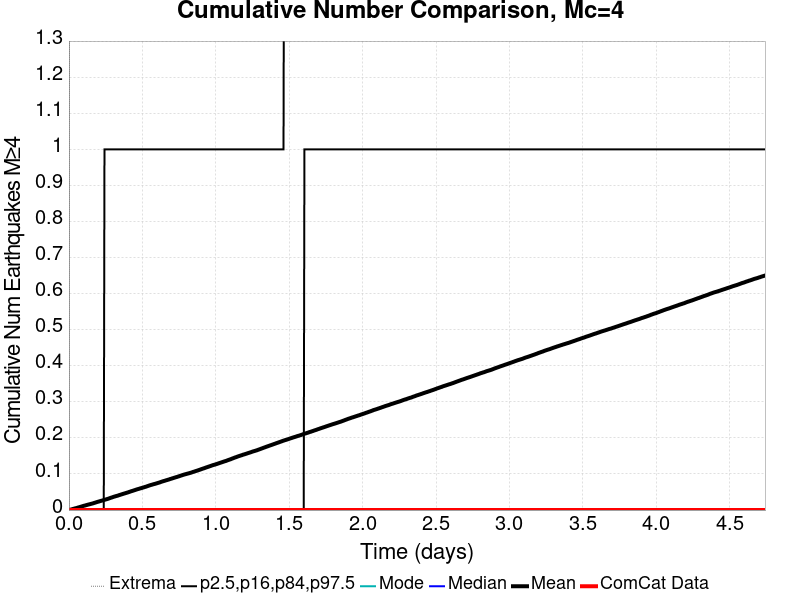 Cumulative Number Comparison, Mc=4
Cumulative Num Earthquakes M≥4
1.3
1.2
1.1
1
0.9
0.8
0.7
0.6
0.5
0.4
0.3
0.2
0.1
0
0.0 0.5 1.0 1.5 2.0 2.5 3.0 3.5 4.0 4.5
Time (days)
Extrema p2.5,p16,p84,p97.5 Mode Median Mean ComCat Data